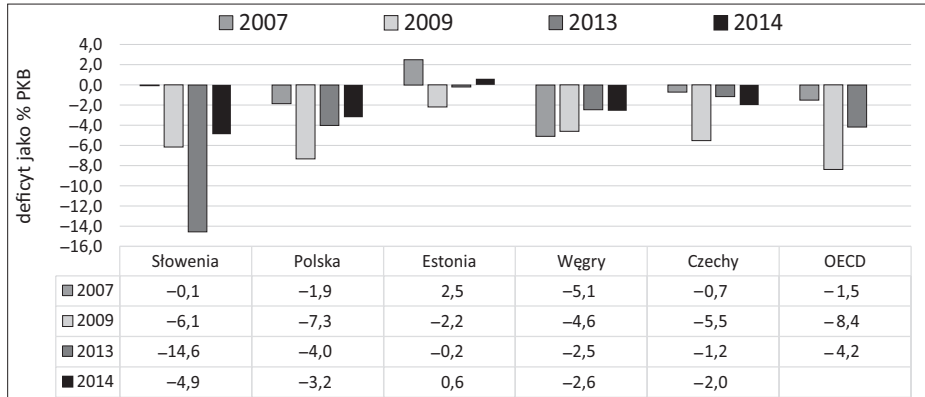 2007 2009 2013 2014
deficyt jako % PKB
4,0
2,0
0,0
−2,0
−4,0
−6,0
−8,0
−10,0
−12,0
−14,0
−16,0
Słowenia Polska Estonia Węgry Czechy OECD
2007 −0,1 −1,9 2,5 −5,1 −0,7 −1,5
2009 −6,1 −7,3 −2,2 −4,6 −5,5 −8,4
2013 −14,6 −4,0 −0,2 −2,5 −1,2 −4,2
2014 −4,9 −3,2 0,6 −2,6 −2,0